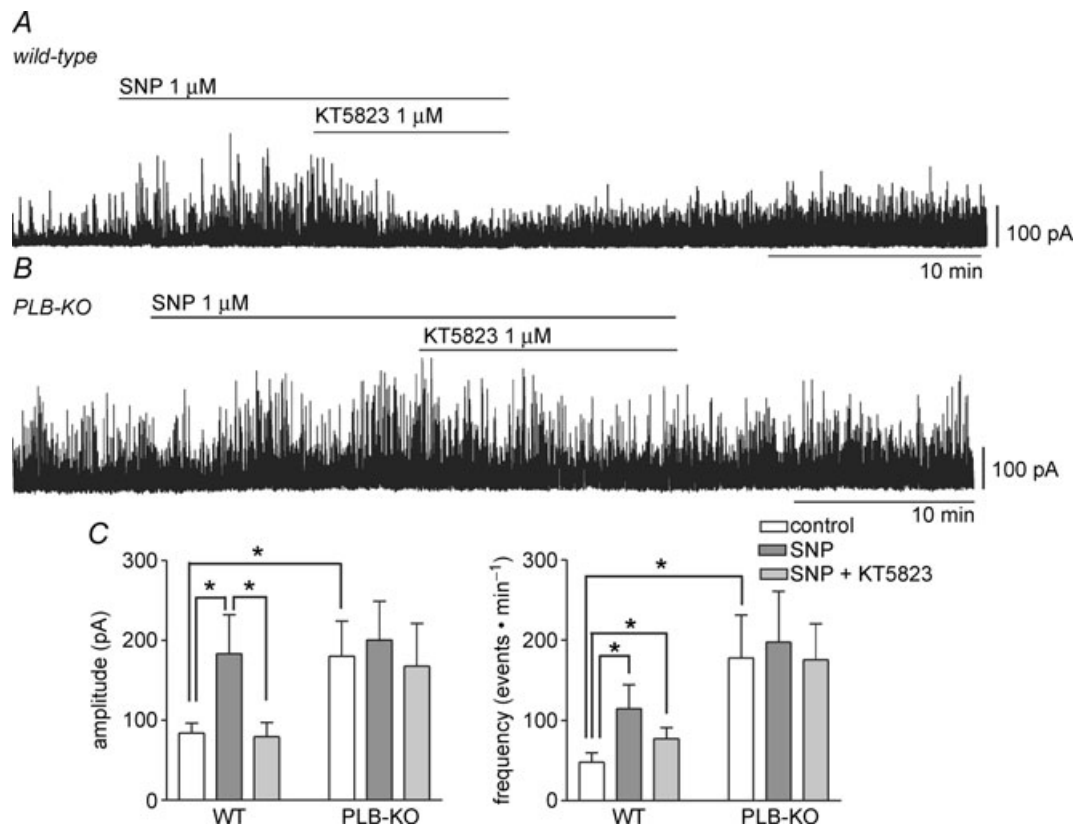 A
wild-type
SNP 1 μM
KT5823 1 μM
100 pA
10 min
B
PLB-KO
SNP 1 μM
KT5823 1 μM
100 pA
10 min
C
control
SNP
SNP + KT5823
300
200
100
0
amplitude (pA)
*
*
*
WT
PLB-KO
300
200
100
0
frequency (events • min⁻¹)
*
*
*
WT
PLB-KO